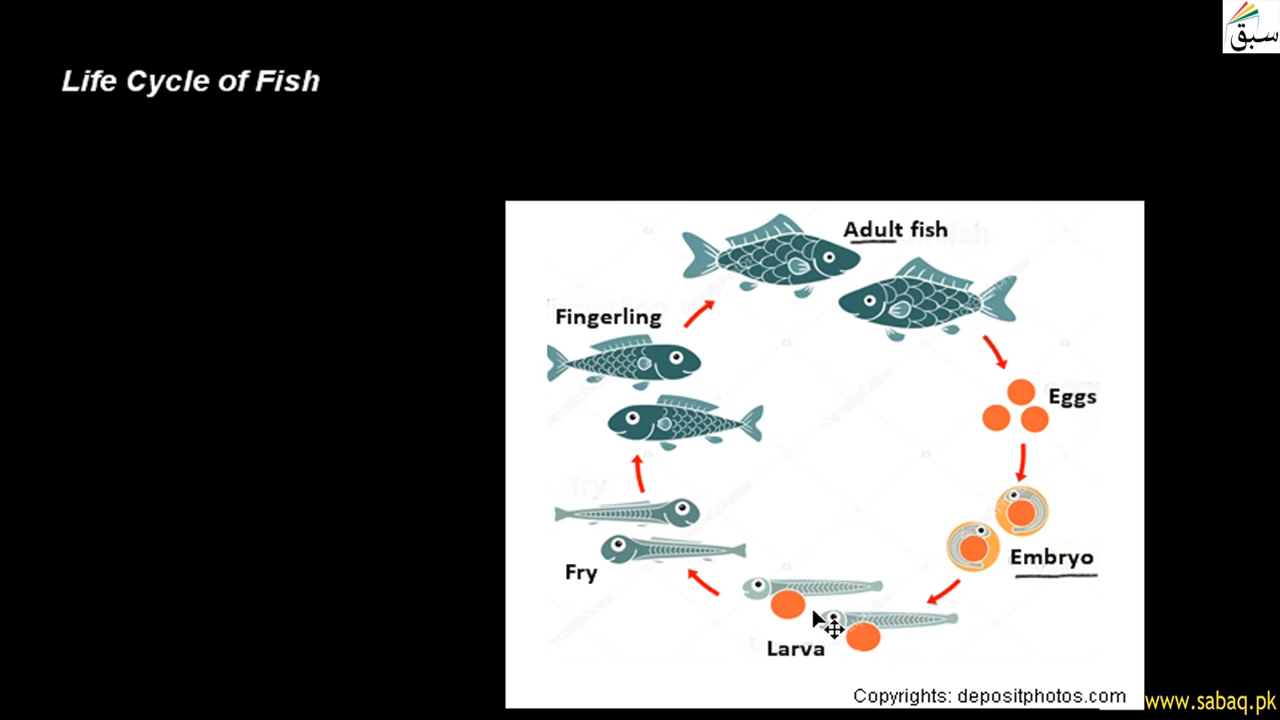 سبق
Life Cycle of Fish
Adult fish
Fingerling
Eggs
Embryo
Fry
Larva
Copyrights: depositphotos.com
www.sabaq.pk